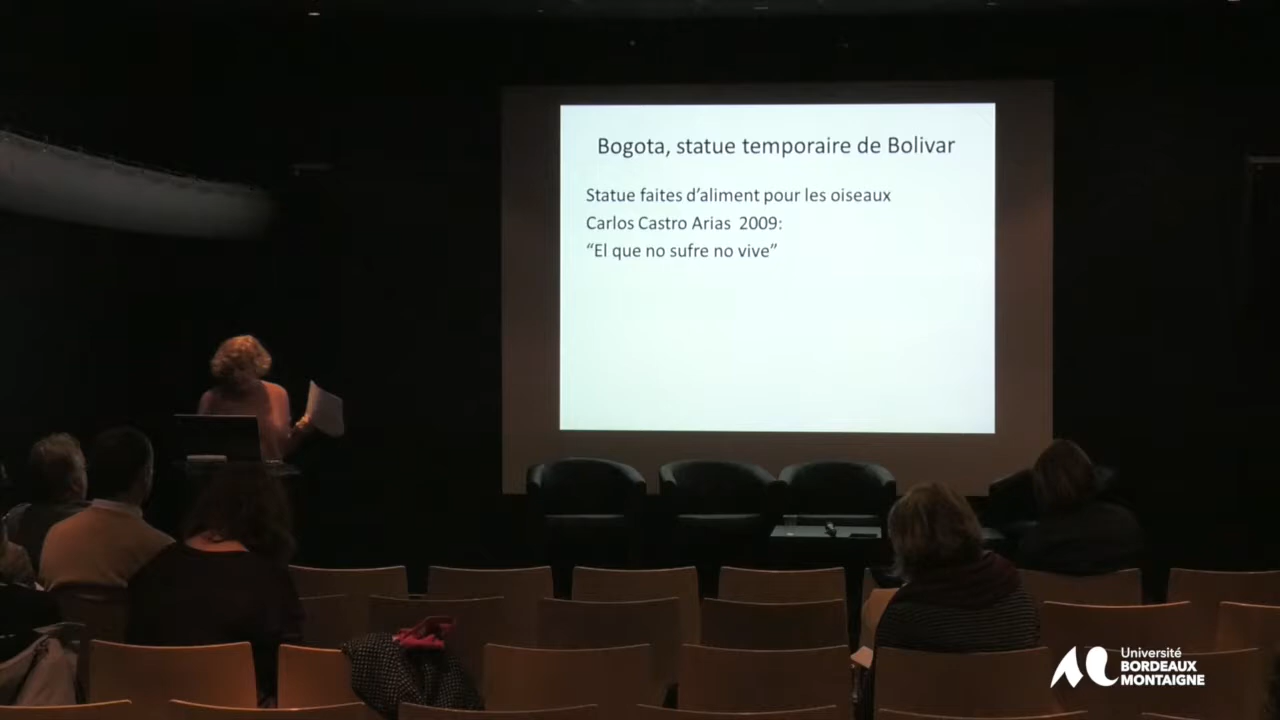 Bogota, statue temporaire de Bolivar
Statue faites d’aliment pour les oiseaux
Carlos Castro Arias 2009:
“El que no sufre no vive”
Université
BORDEAUX
MONTAIGNE